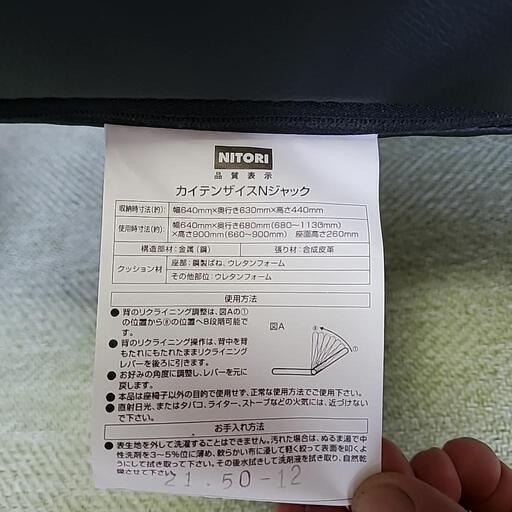 NITORI
品質表示
カイテンザイスNジャック
収納時寸法(約): 幅640mm×奥行き630mm×高さ440mm
使用時寸法(約): 幅640mm×奥行き680mm(680〜1130mm)
×高さ900mm(660〜900mm) 座面高さ260mm
構造部材:金属(鋼) 張り材:合成皮革
クッション材 座部:鋼製ばね、ウレタンフォーム
その他部位:ウレタンフォーム
使用方法
●背のリクライニング調整は、図Aの①
の位置から⑧の位置へ8段階可能で
す。
●背のリクライニング操作は、背中を背
もたれにもたれたままリクライニング
レバーを後ろに引きます。
●お好みの角度に調整し、レバーを元に
戻します。
図A
⑧
①
●本品は座椅子以外の目的で使用せず、正常な使用方法でご使用下さい。
●直射日光、またはタバコ、ライター、ストーブなどの火気には、近づけない
で下さい。
お手入れ方法
●表生地を外して洗濯することはできません。汚れた場合は、ぬるま湯で中
性洗剤を3〜5%位に薄め、軟らかい布に浸して軽く絞って表面を叩くよ
うにして拭き取って下さい。その後水拭きして洗剤液を拭き取り、自然乾
燥させて下さい。
21.50-12